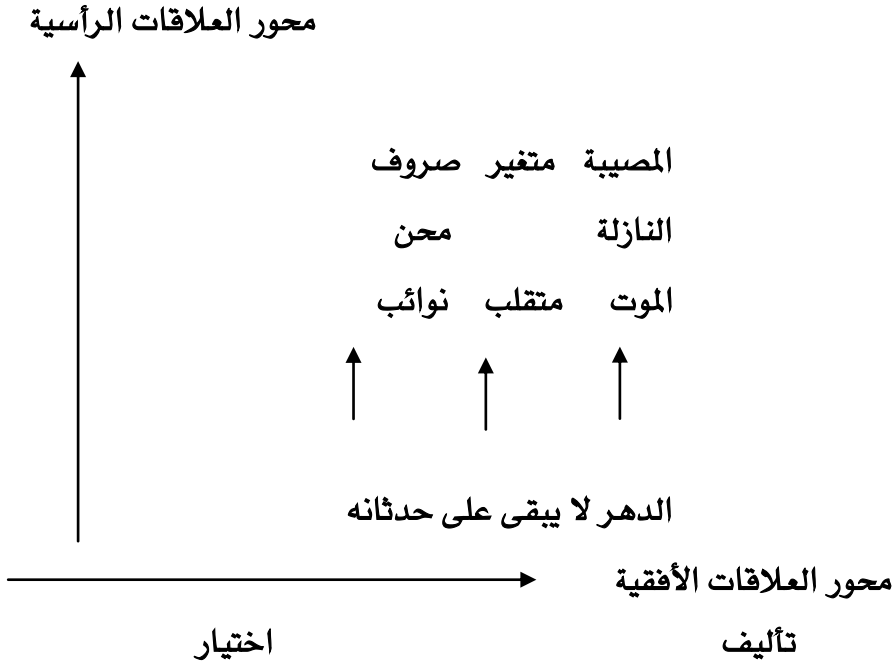 محور العلاقات الرأسية
المصيبة متغير صروف
النازلة محن
الموت متقلب نوائب
الدهر لا يبقى على حدثانه
محور العلاقات الأفقية
تأليف اختيار